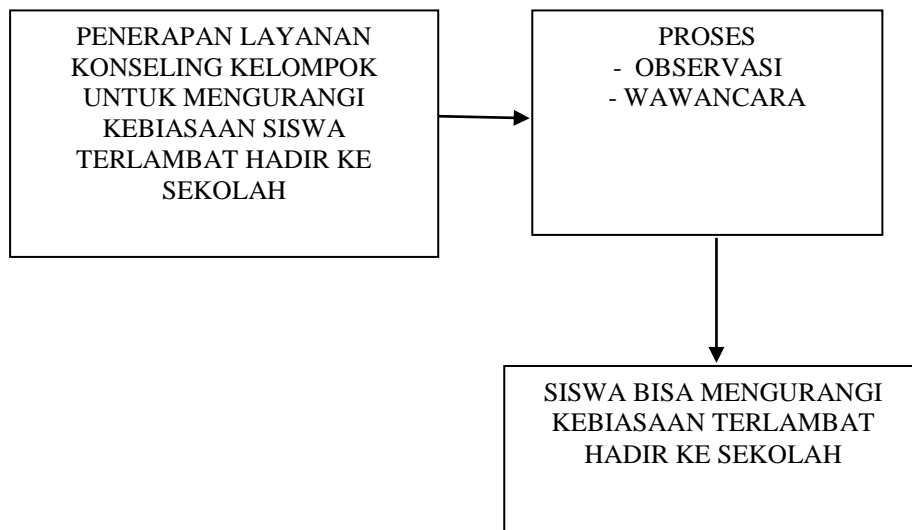 PENERAPAN LAYANAN
KONSELING KELOMPOK
UNTUK MENGURANGI
KEBIASAAN SISWA
TERLAMBAT HADIR KE
SEKOLAH
PROSES
- OBSERVASI
- WAWANCARA
SISWA BISA MENGURANGI
KEBIASAAN TERLAMBAT
HADIR KE SEKOLAH